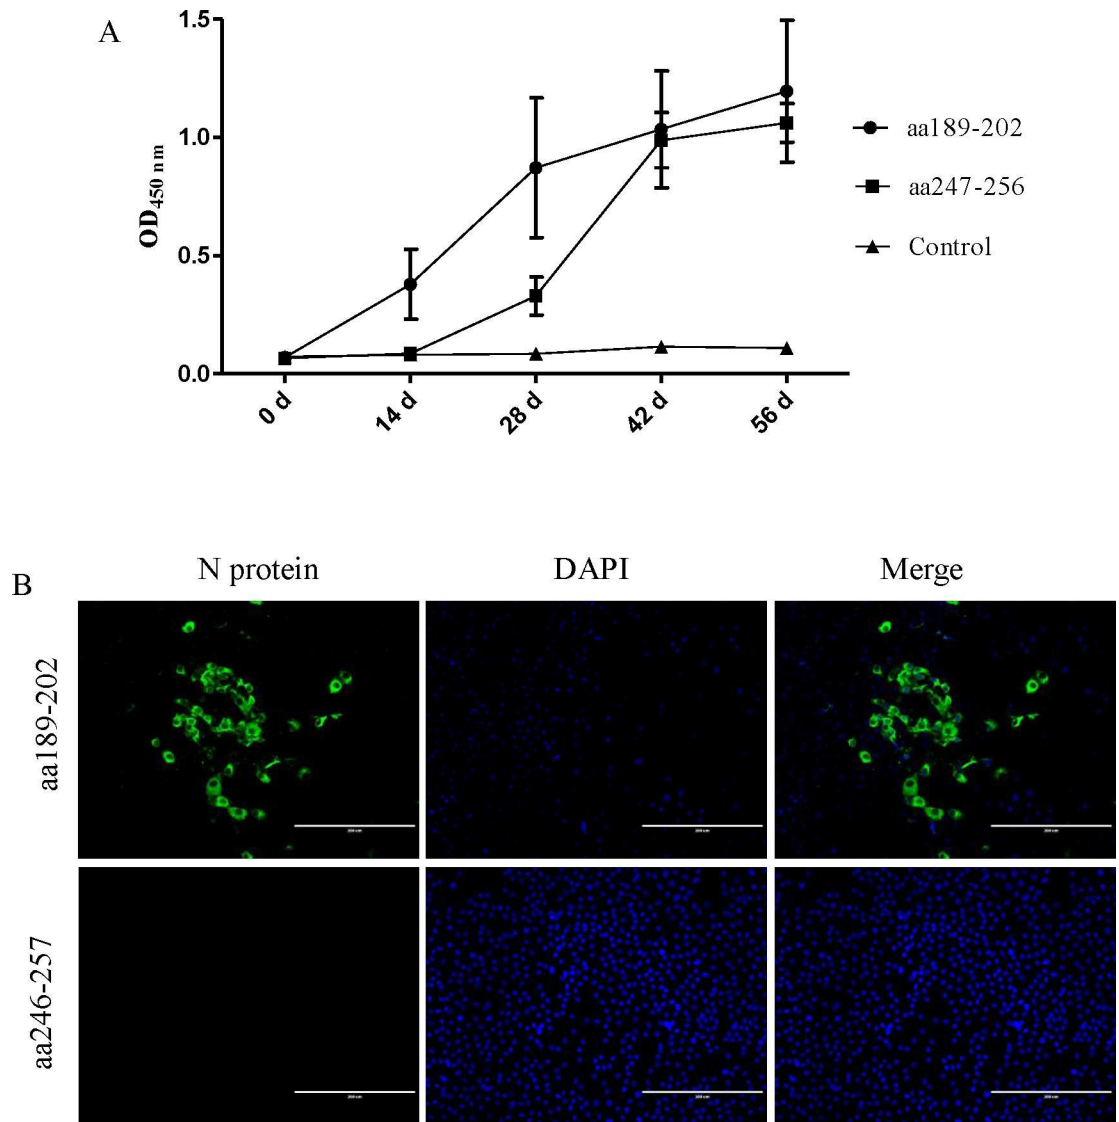 A
1.5
1.0
0.5
0.0
OD450 nm
0 d
14 d
28 d
42 d
56 d
aa189-202
aa247-256
Control
B
N protein
DAPI
Merge
aa189-202
aa246-257